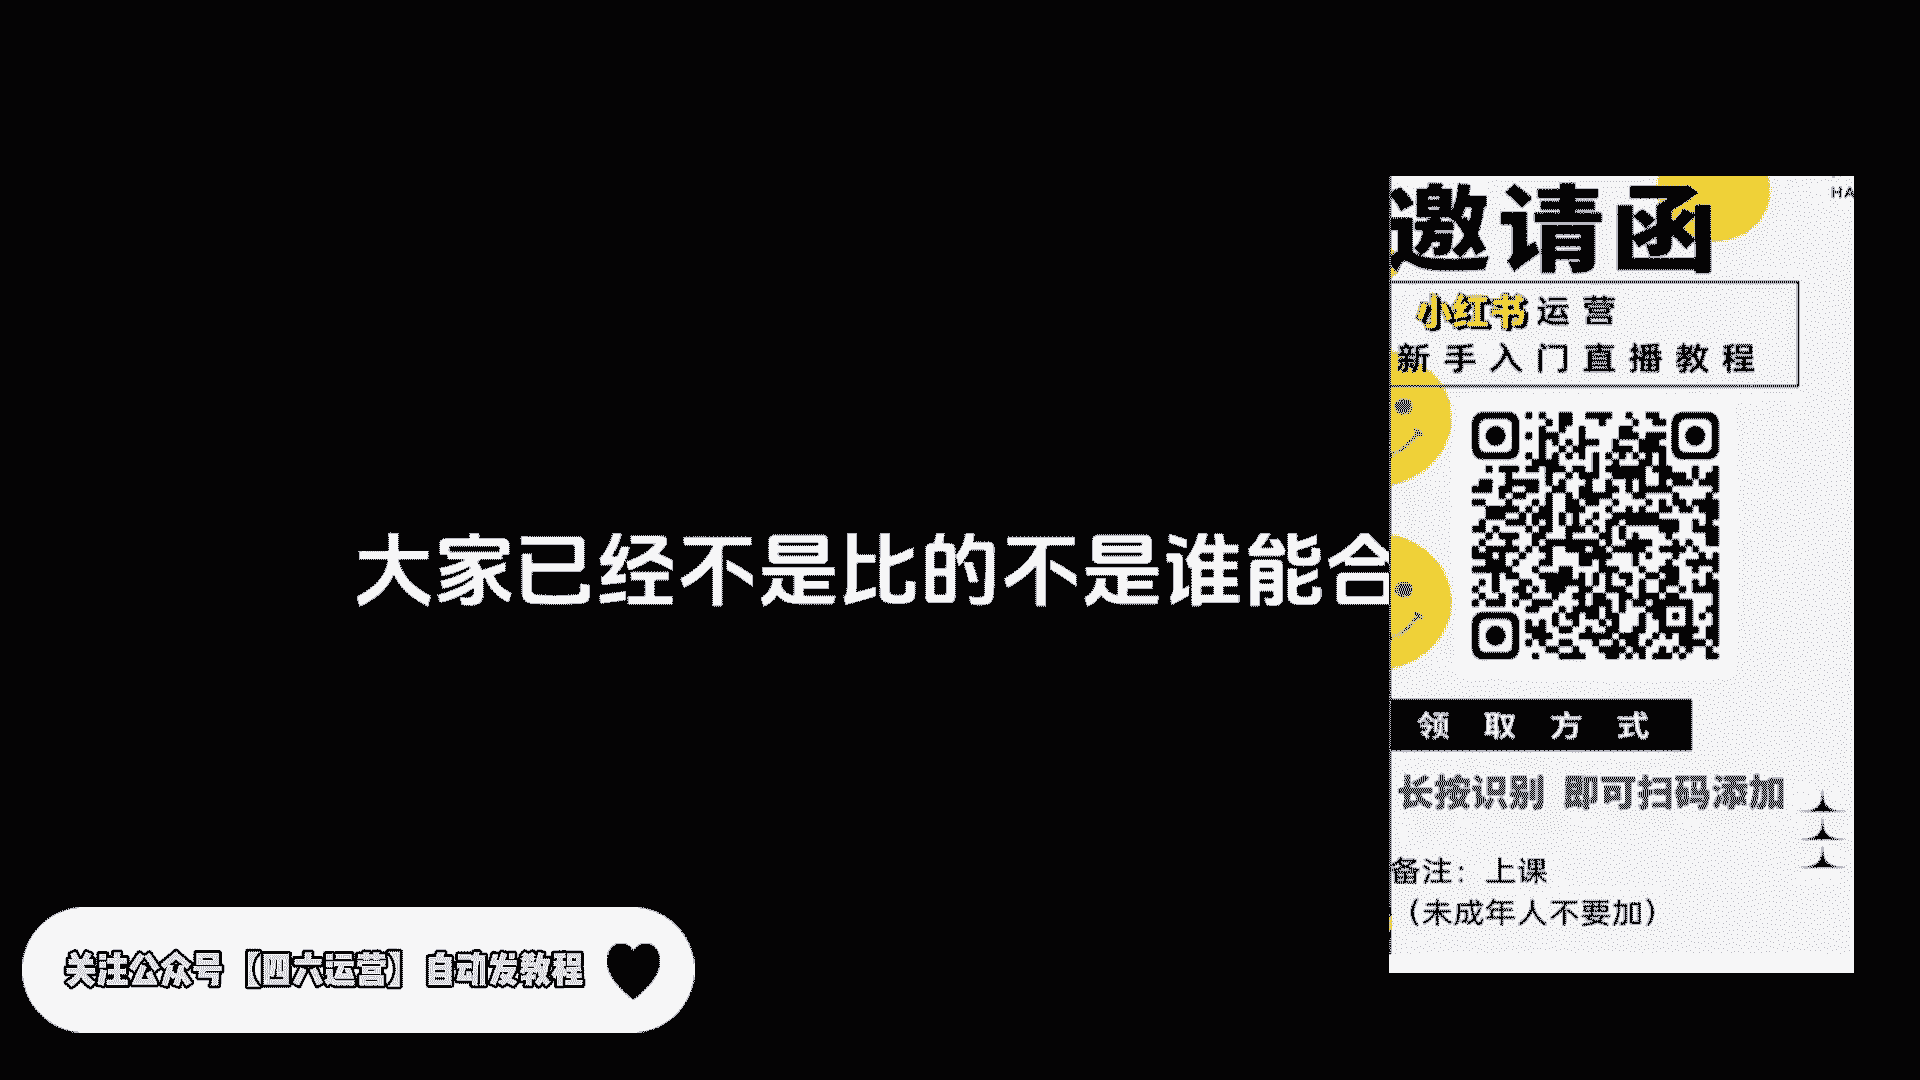 HA
邀请函
小红书运营
新手入门直播教程
大家已经不是比的不是谁能合
领取方式
长按识别 即可扫码添加
备注：上课
（未成年人不要加）
关注公众号【四六运营】自动发教程